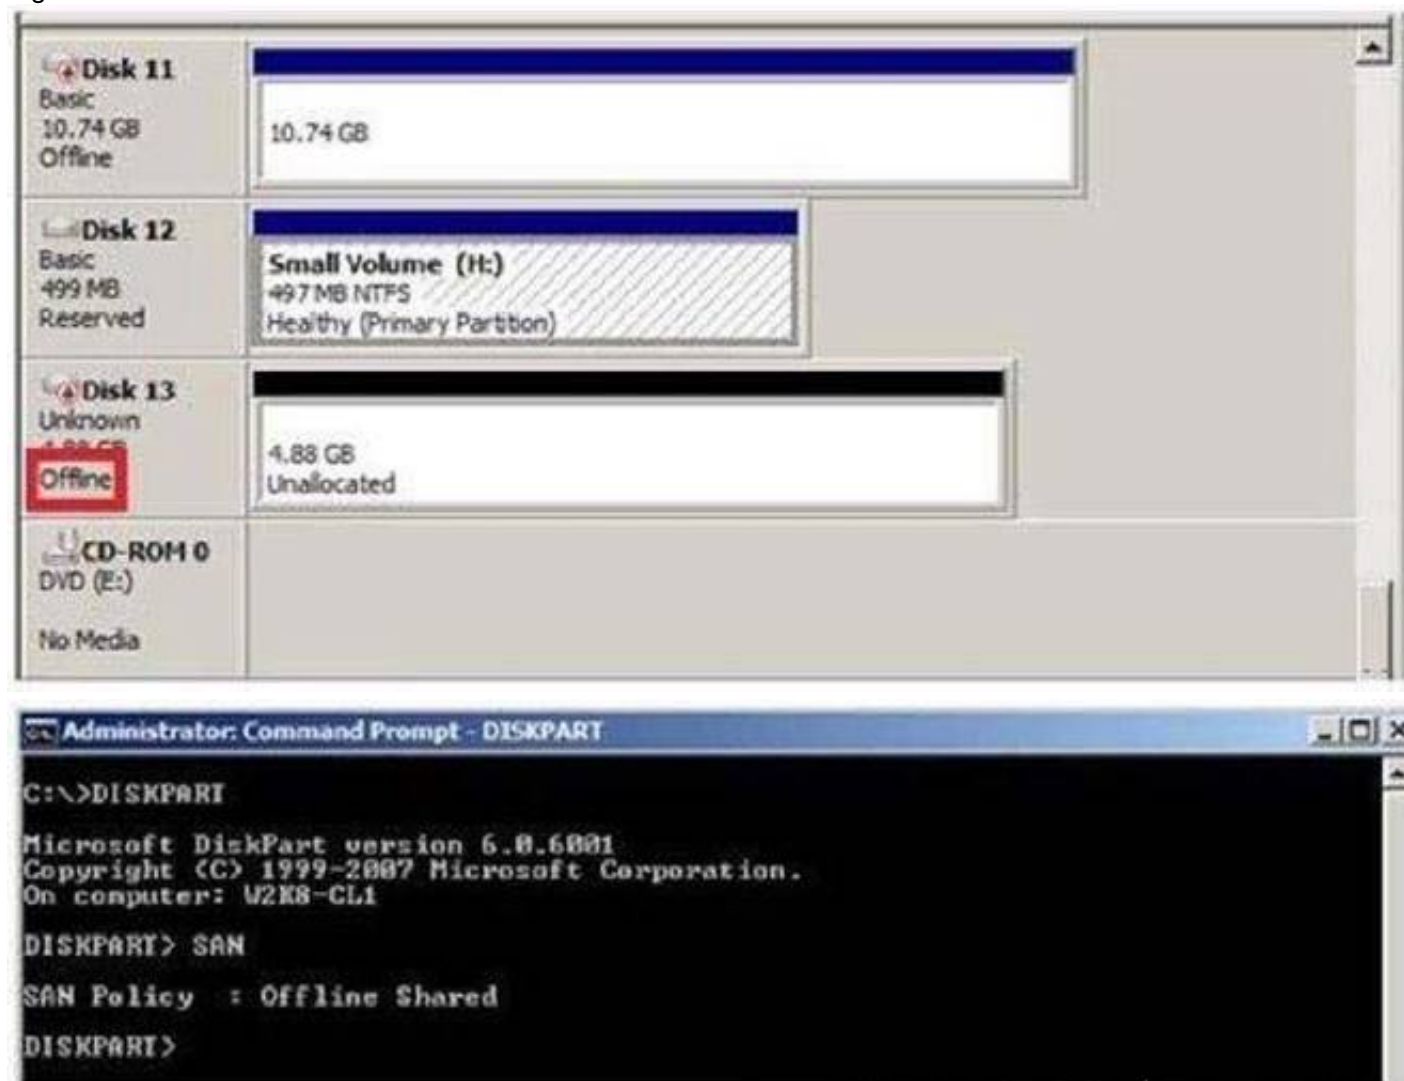 Disk 11
Basic
10.74 GB
Offline
10.74 GB
Disk 12
Basic
499 MB
Reserved
Small Volume (H:)
497 MB NTFS
Healthy (Primary Partition)
Disk 13
Unknown
4.88 GB
Offline
4.88 GB
Unallocated
CD-ROM 0
DVD (E:)
No Media
Administrator: Command Prompt - DISKPART
C:\>DISKPART
Microsoft DiskPart version 6.0.6001
Copyright (C) 1999-2007 Microsoft Corporation.
On computer: W2K8-CL1
DISKPART> SAN
SAN Policy : Offline Shared
DISKPART>